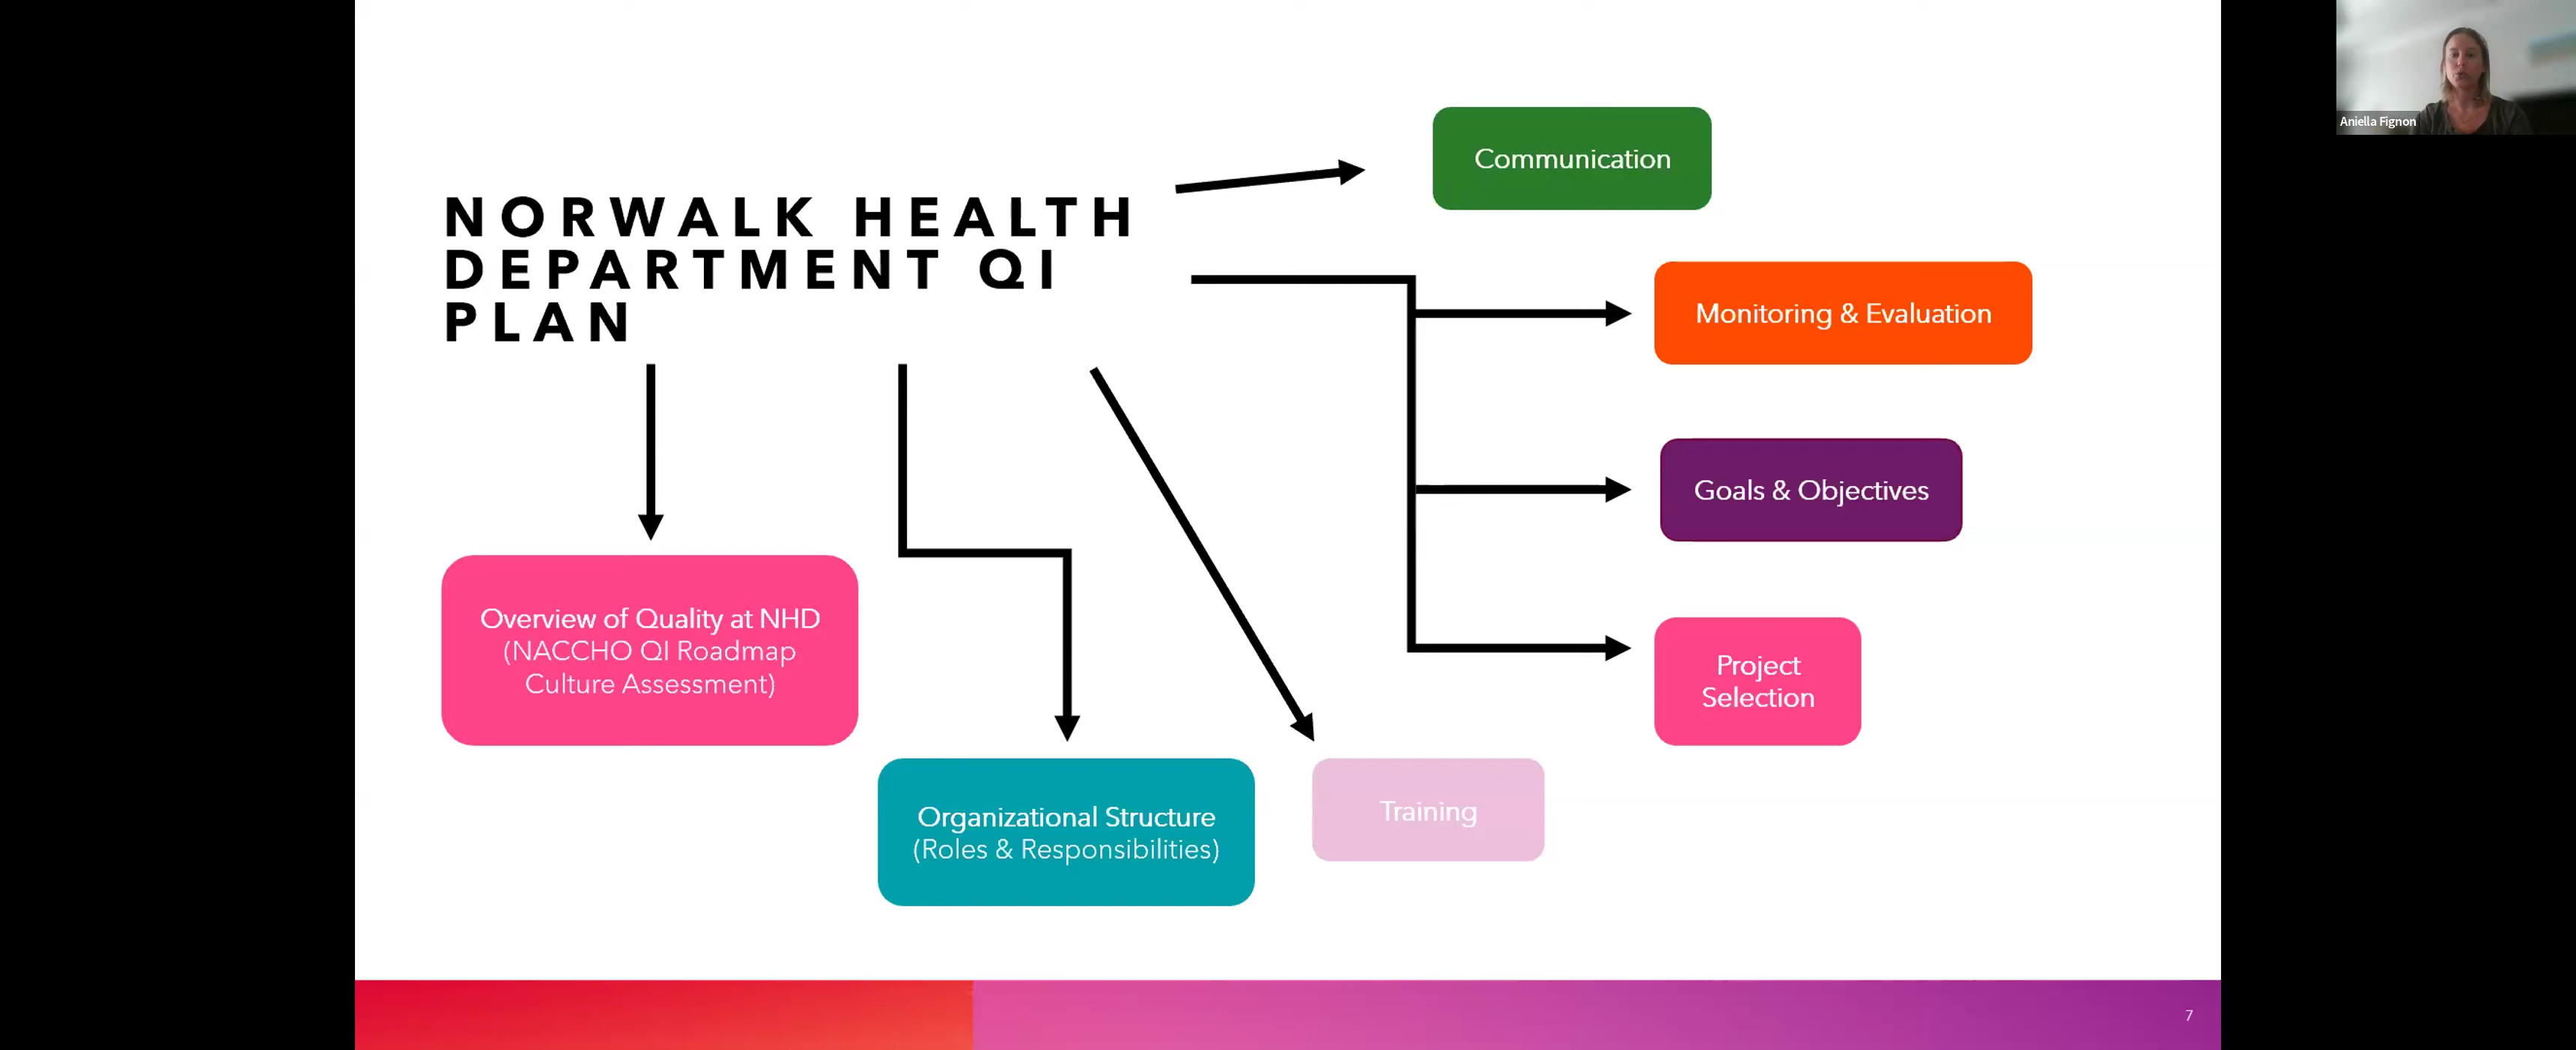 NORWALK HEALTH
DEPARTMENT QI
PLAN
Communication
Monitoring & Evaluation
Goals & Objectives
Project
Selection
Overview of Quality at NHD
(NACCHO QI Roadmap
Culture Assessment)
Organizational Structure
(Roles & Responsibilities)
Training
7
Aniella Fignon